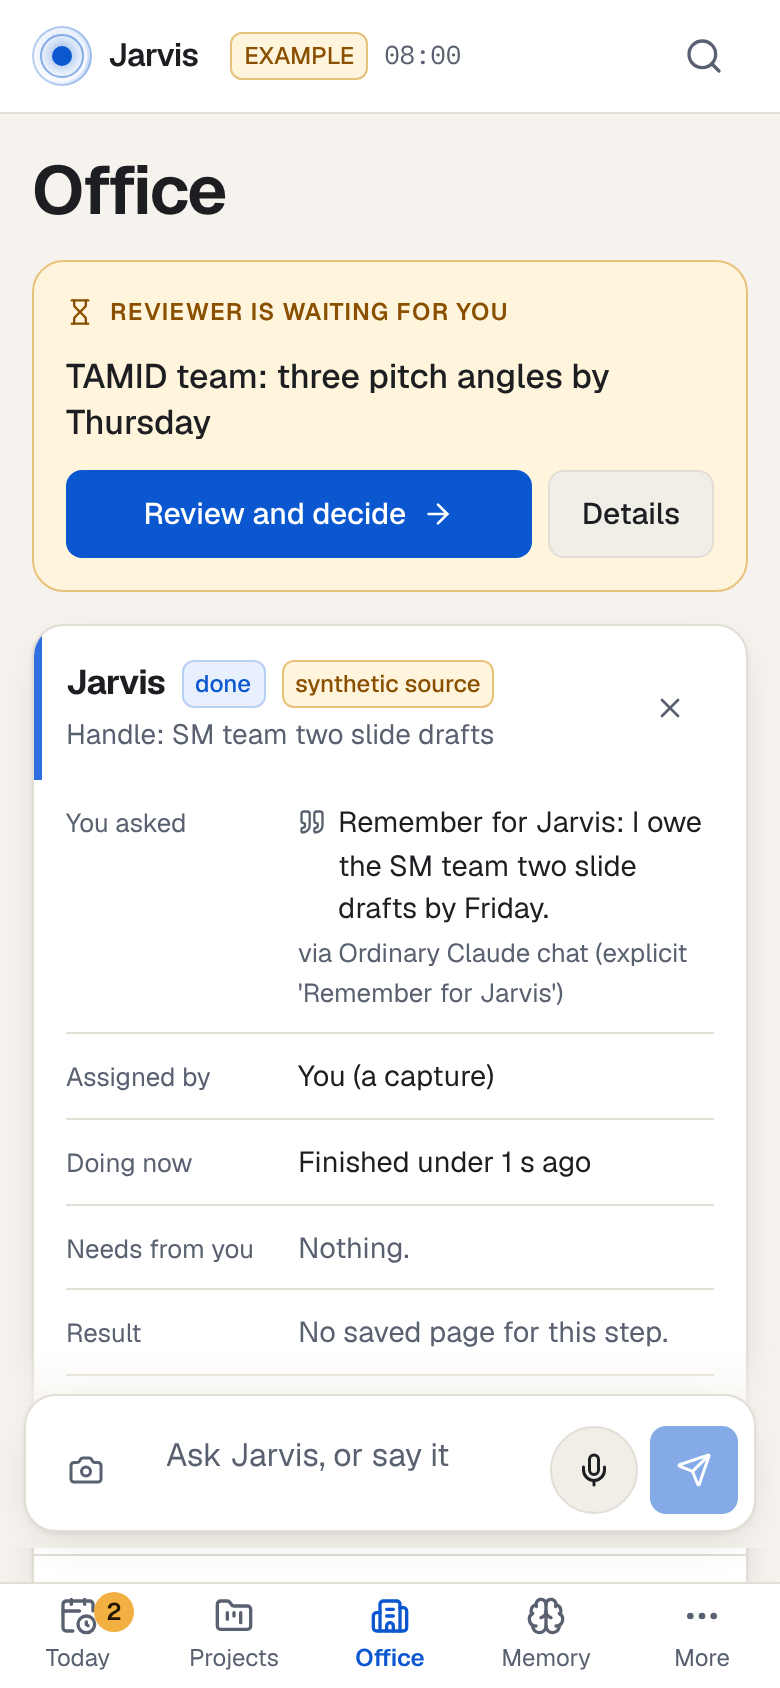 Jarvis EXAMPLE 08:00
Office
REVIEWER IS WAITING FOR YOU
TAMID team: three pitch angles by
Thursday
Review and decide →
Details
Jarvis done synthetic source
Handle: SM team two slide drafts
You asked
Remember for Jarvis: I owe
the SM team two slide
drafts by Friday.
via Ordinary Claude chat (explicit
'Remember for Jarvis')
Assigned by
You (a capture)
Doing now
Finished under 1 s ago
Needs from you
Nothing.
Result
No saved page for this step.
Ask Jarvis, or say it
2
Today
Projects
Office
Memory
More